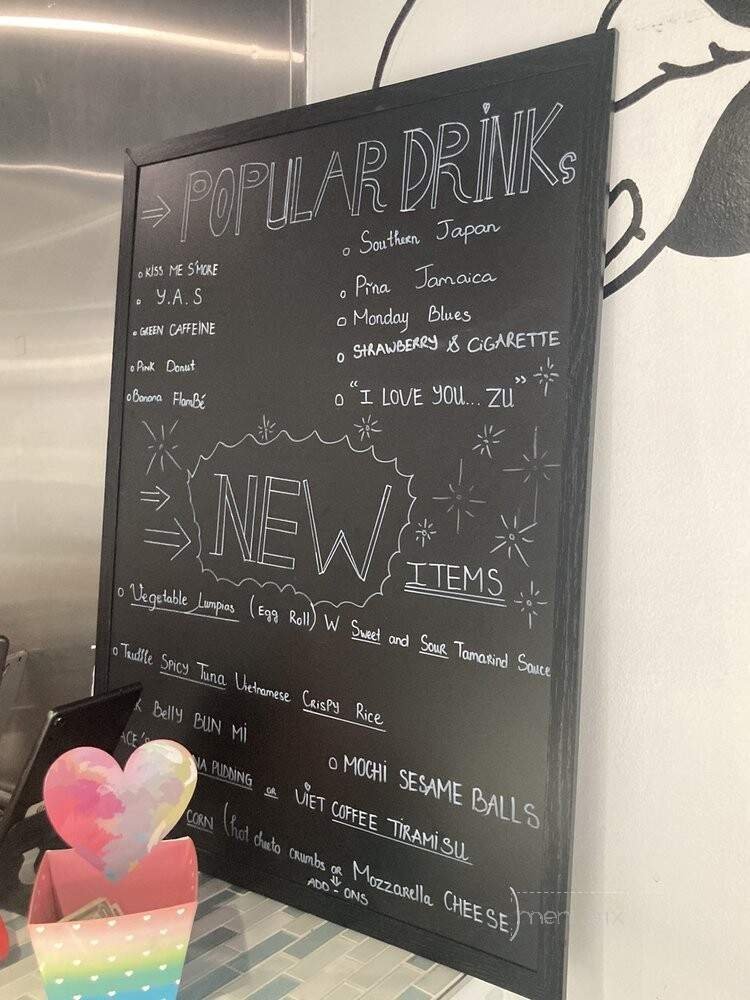 POPULAR DRINKs
KISS ME S'MORE
Y.A.S
GREEN CAFFEINE
PINK Donut
Banana FlamBé
Southern Japan
Pina Jamaica
Monday Blues
STRAWBERRY & CIGARETTE
"I LOVE YOU... ZU"
NEW
ITEMS
Vegetable Lumpias (Egg Roll) W Sweet and Sour Tamarind Sauce
Truffle SPICY Tuna Vietnamese CRISPY Rice
Belly BUN MI
MOCHI SESAME BALLS
PUDDING OR VIET COFFEE TIRAMISU
CORN (hot cheeto crumbs OR Mozzarella CHEESE)
ADD-ONS